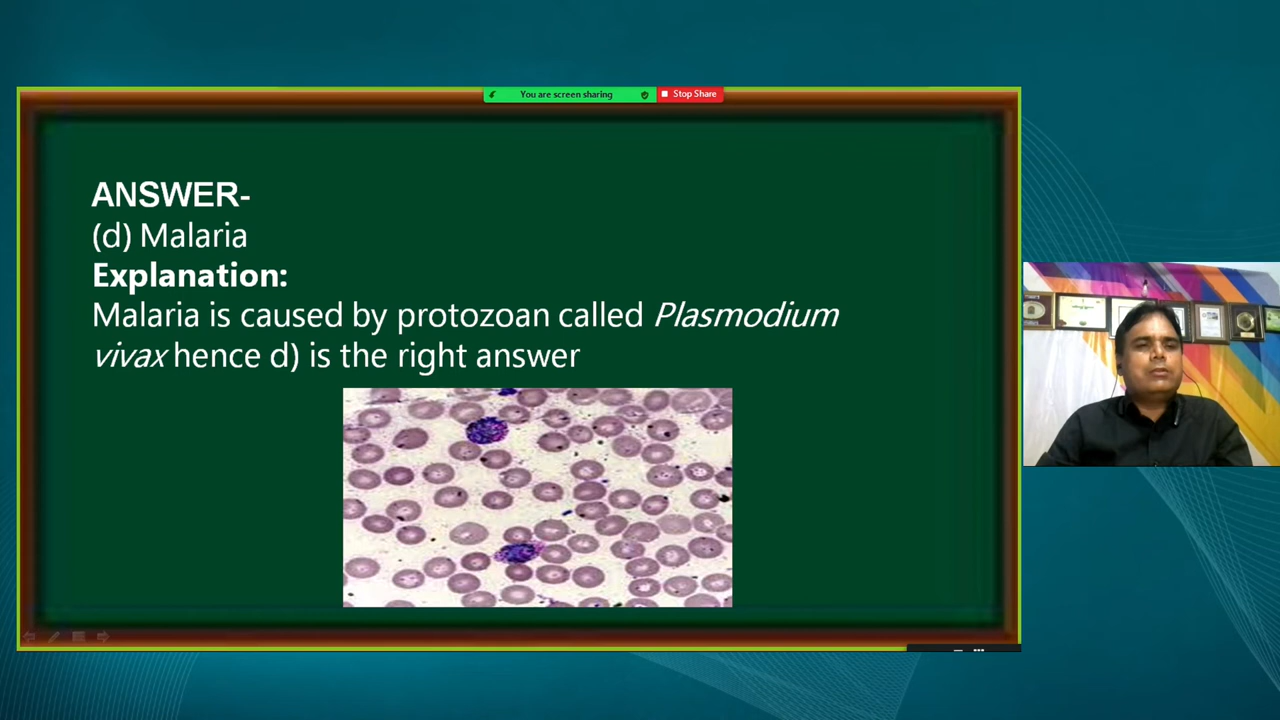 You are screen sharing
Stop Share
ANSWER-
(d) Malaria
Explanation:
Malaria is caused by protozoan called Plasmodium
vivax hence d) is the right answer